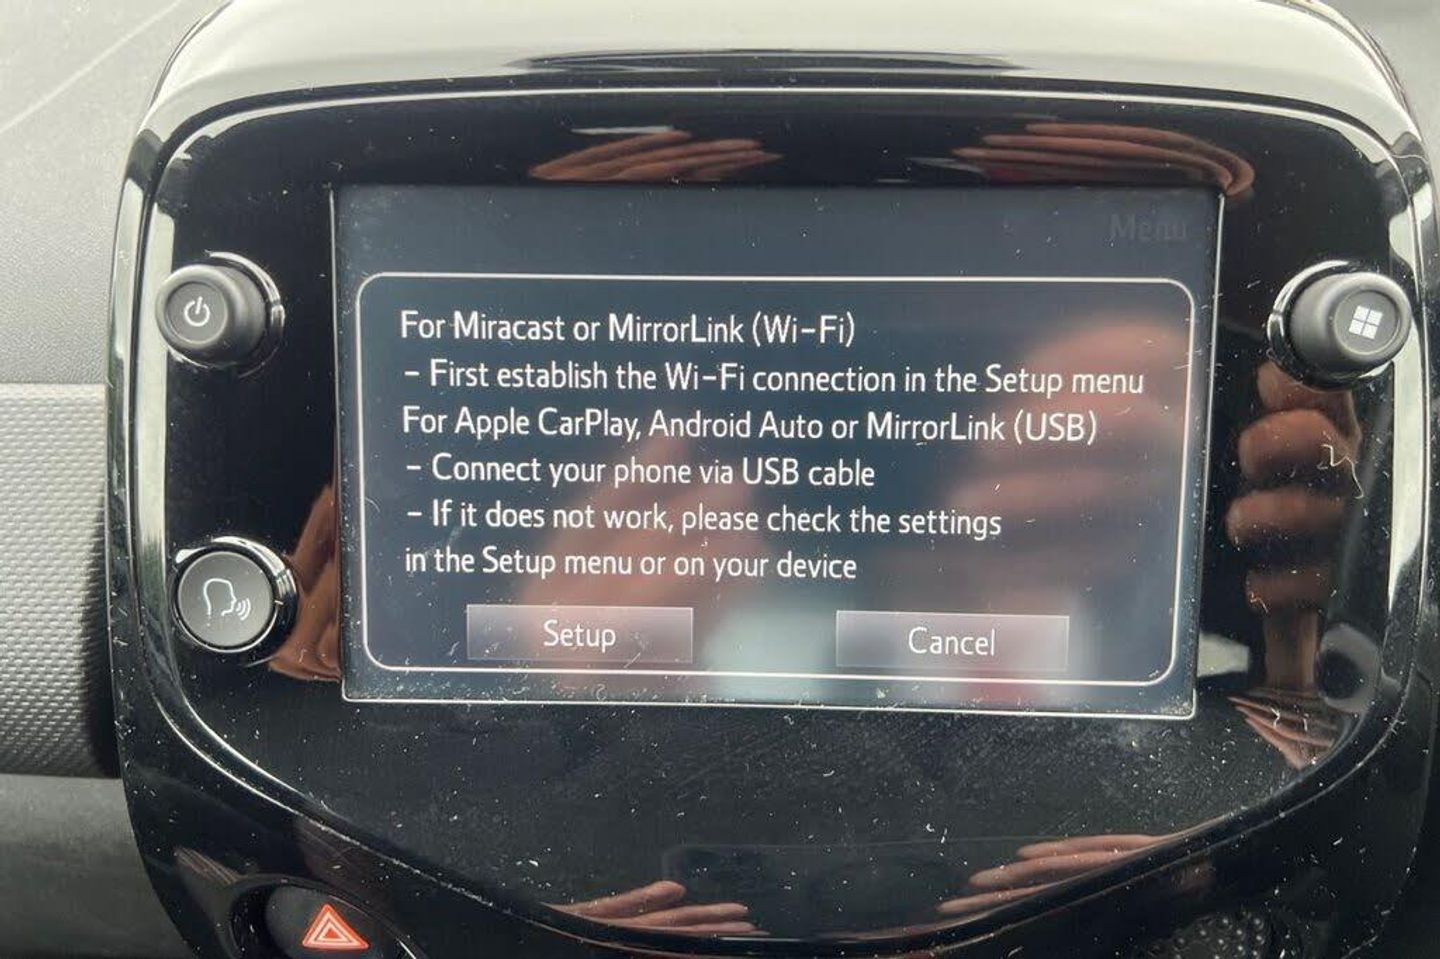 Menu
For Miracast or MirrorLink (Wi-Fi)
- First establish the Wi-Fi connection in the Setup menu
For Apple CarPlay, Android Auto or MirrorLink (USB)
- Connect your phone via USB cable
- If it does not work, please check the settings
in the Setup menu or on your device
Setup
Cancel